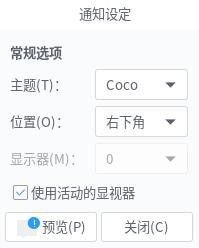 通知设定
常规选项
主题(T)： Coco
位置(O)： 右下角
显示器(M)： 0
使用活动的显视器
预览(P) 关闭(C)